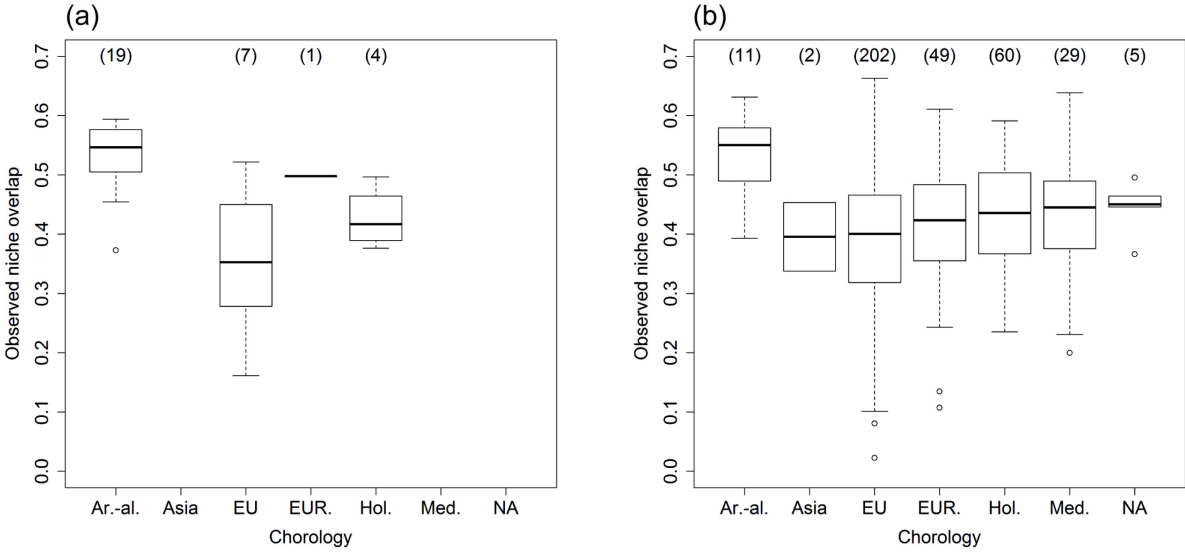 (a)
(19) (7) (1) (4)
0.7
0.6
0.5
0.4
0.3
0.2
0.1
0.0
Observed niche overlap
Ar.-al. Asia EU EUR. Hol. Med. NA
Chorology
(b)
(11) (2) (202) (49) (60) (29) (5)
0.7
0.6
0.5
0.4
0.3
0.2
0.1
0.0
Observed niche overlap
Ar.-al. Asia EU EUR. Hol. Med. NA
Chorology